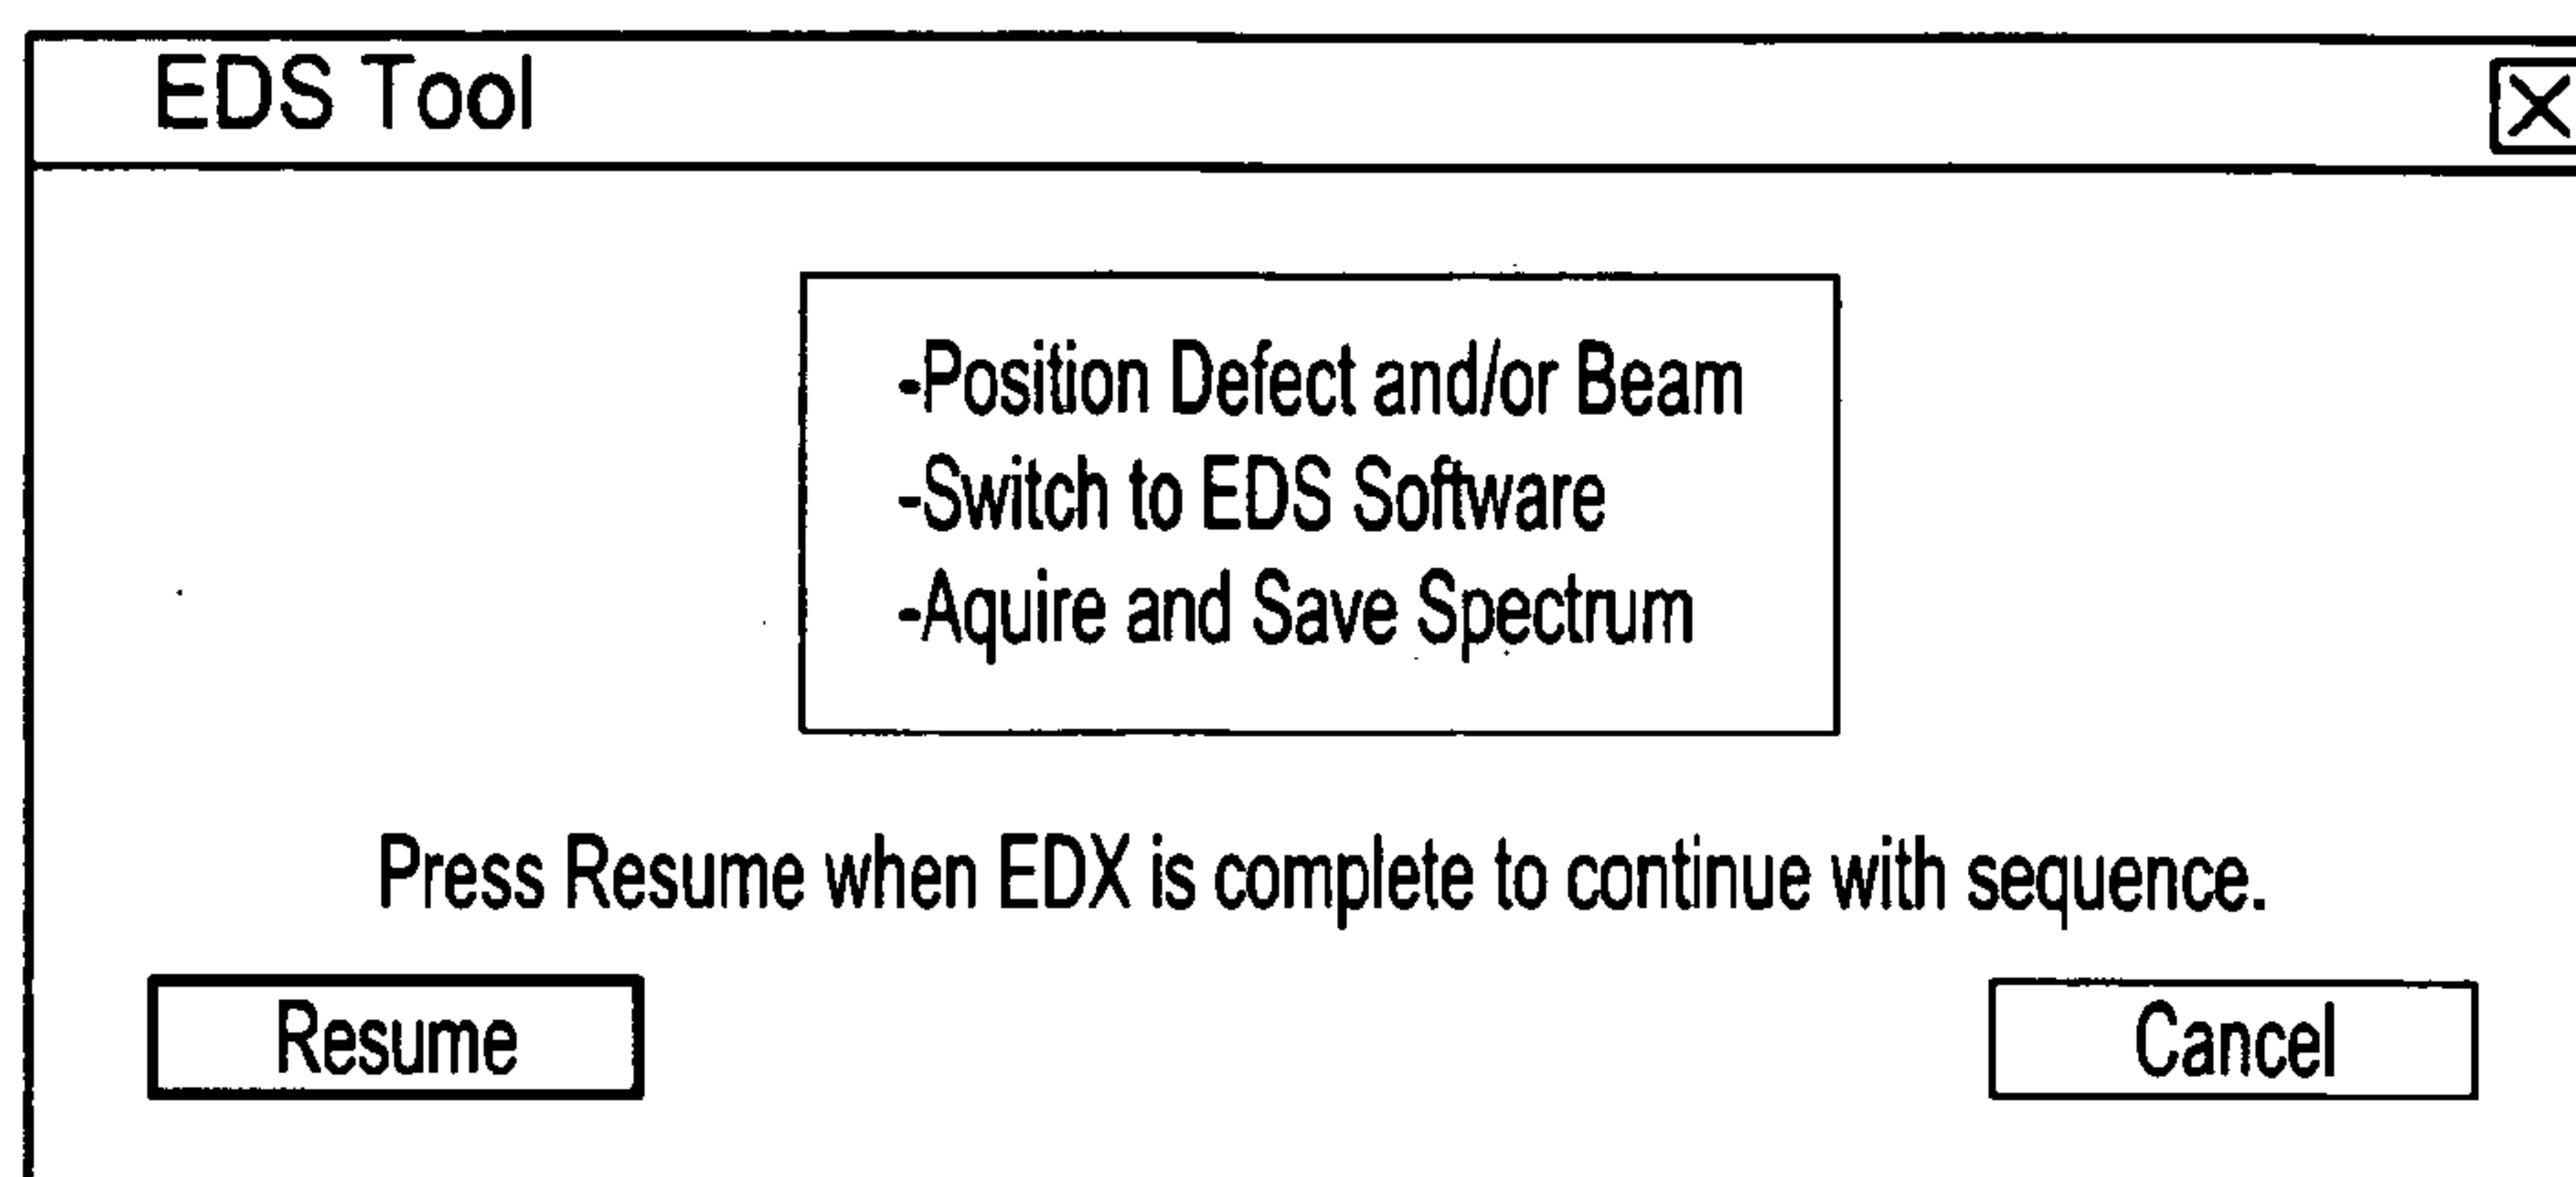 EDS Tool
-Position Defect and/or Beam
-Switch to EDS Software
-Aquire and Save Spectrum
Press Resume when EDX is complete to continue with sequence.
Resume Cancel